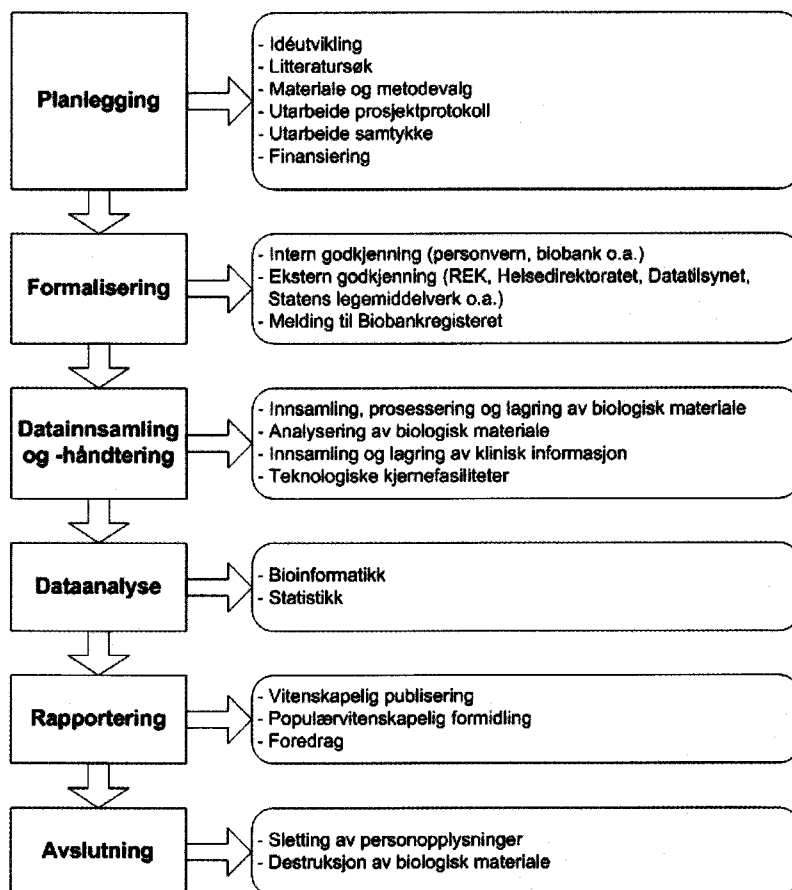 Planlegging
- Idéutvikling
- Litteratursøk
- Materiale og metodevalg
- Utarbeide prosjektprotokoll
- Utarbeide samtykke
- Finansiering
Formalisering
- Intern godkjenning (personvern, biobank o.a.)
- Ekstern godkjenning (REK, Helsedirektoratet, Datatilsynet,
Statens legemiddelverk o.a.)
- Melding til Biobankregisteret
Datainnsamling
og -håndtering
- Innsamling, prosessering og lagring av biologisk materiale
- Analysering av biologisk materiale
- Innsamling og lagring av klinisk informasjon
- Teknologiske kjernefasiliteter
Dataanalyse
- Bioinformatikk
- Statistikk
Rapportering
- Vitenskapelig publisering
- Populærvitenskapelig formidling
- Foredrag
Avslutning
- Sletting av personopplysninger
- Destruksjon av biologisk materiale